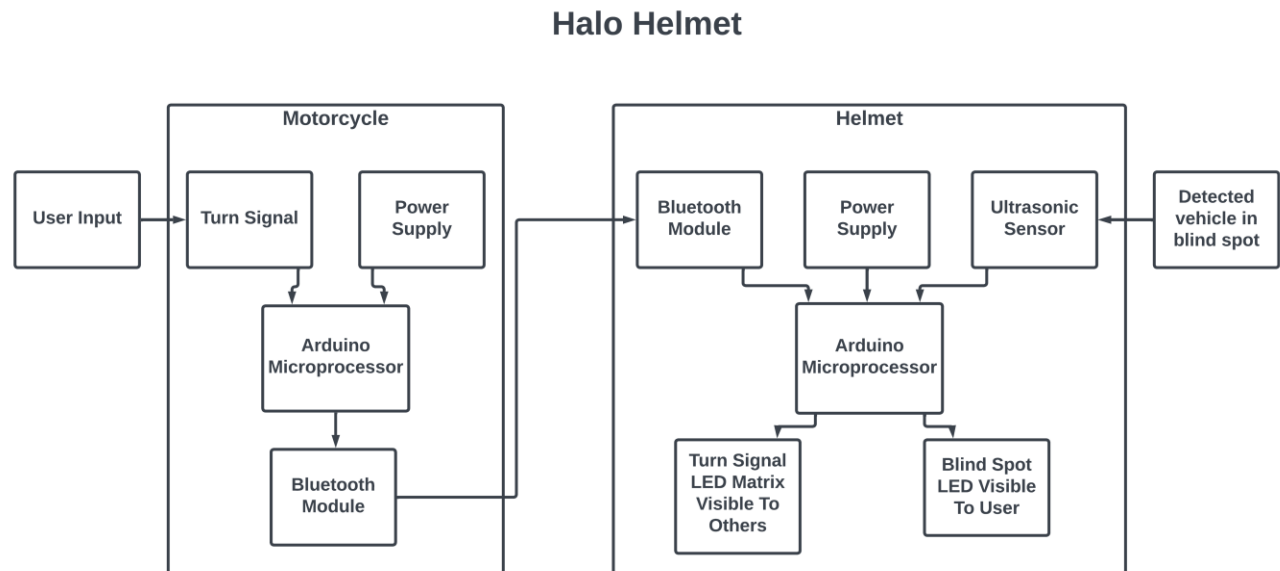 Halo Helmet
Motorcycle
Helmet
User Input
Turn Signal
Power
Supply
Bluetooth
Module
Power
Supply
Ultrasonic
Sensor
Detected
vehicle in
blind spot
Arduino
Microprocessor
Arduino
Microprocessor
Bluetooth
Module
Turn Signal
LED Matrix
Visible To
Others
Blind Spot
LED Visible
To User